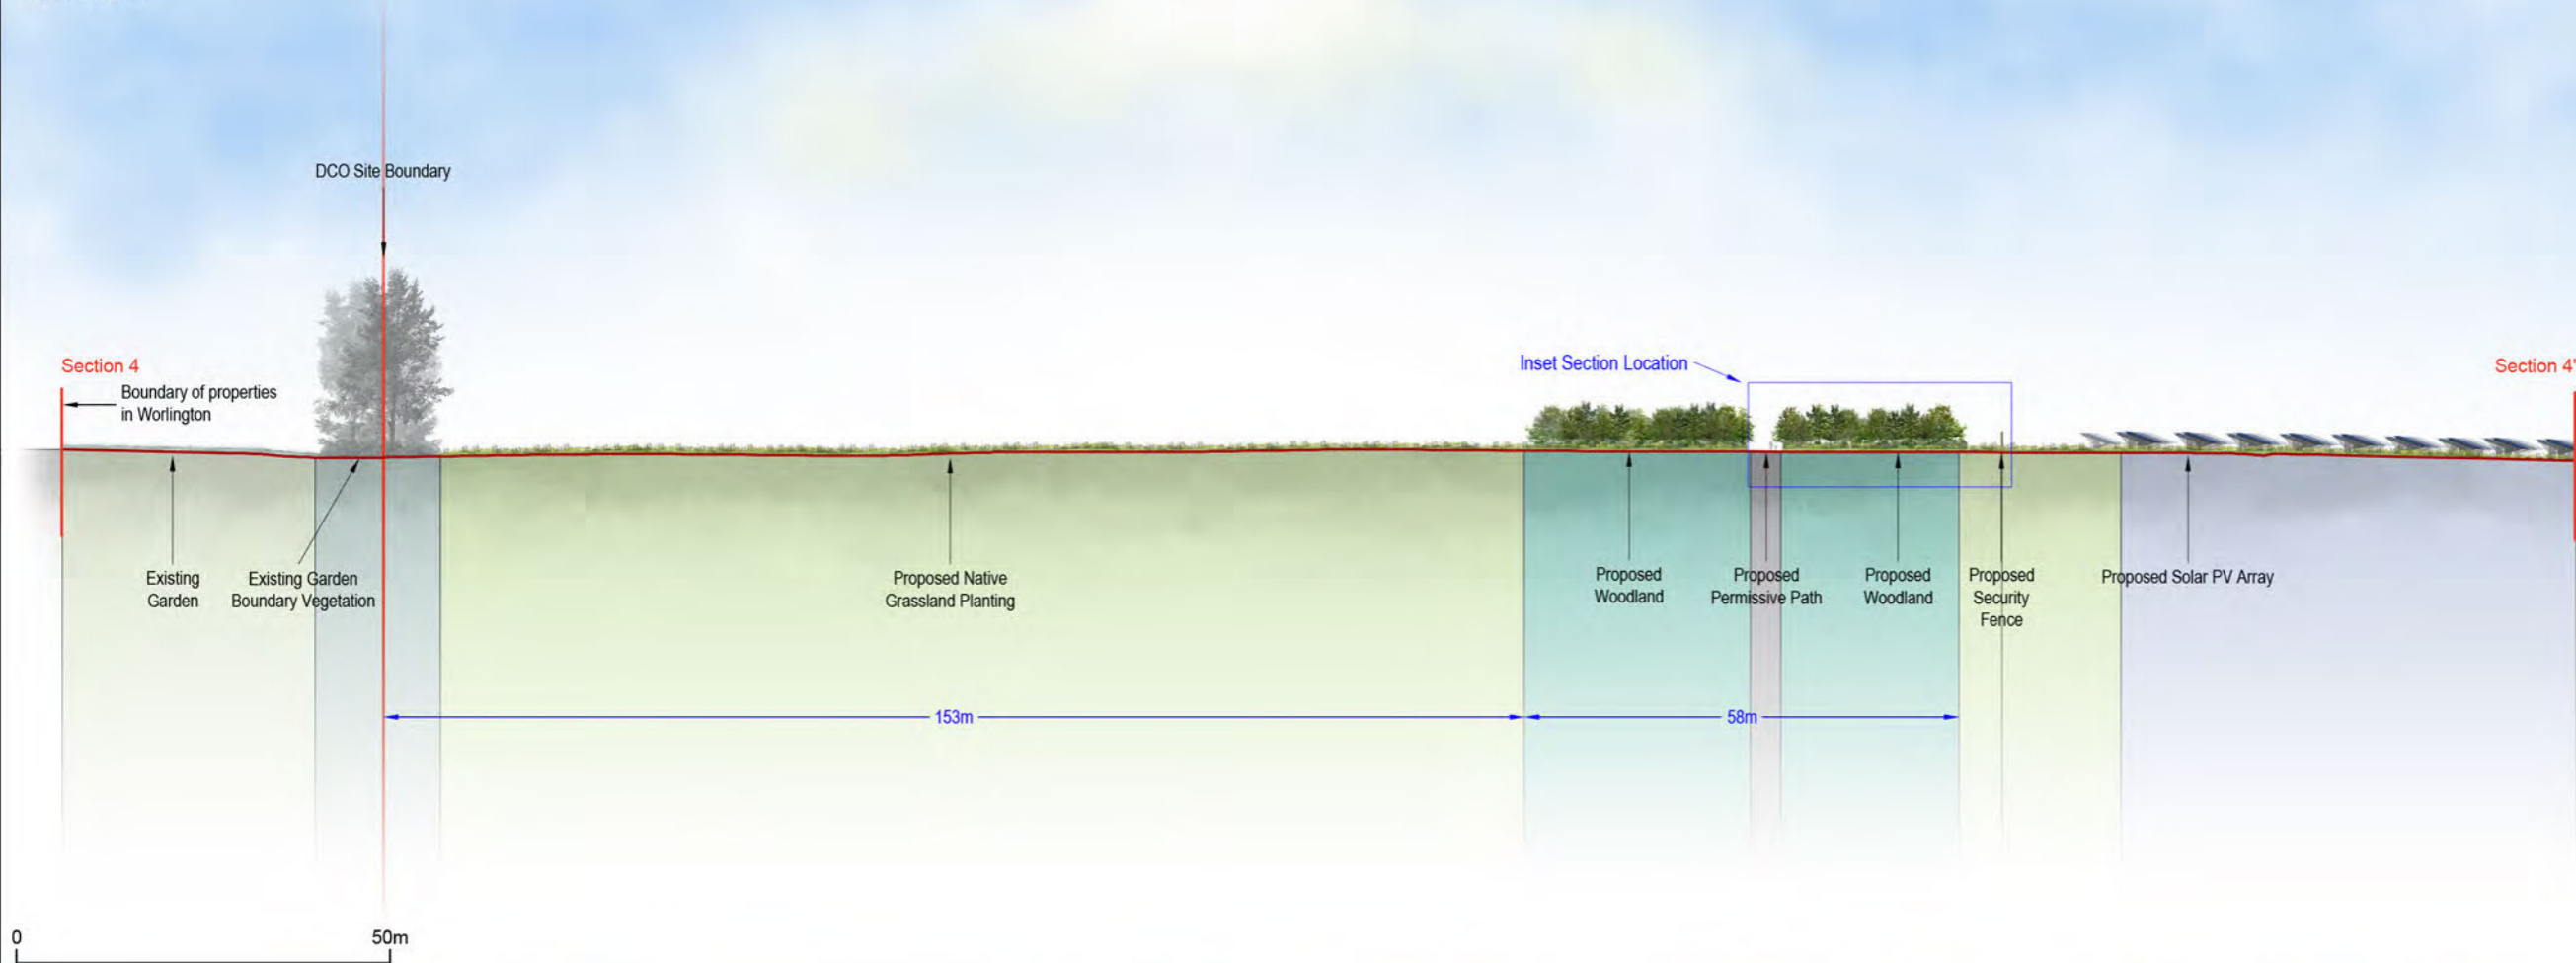 DCO Site Boundary
Section 4
Boundary of properties
in Worlington
Inset Section Location
Section 4'
Existing
Garden
Existing Garden
Boundary Vegetation
Proposed Native
Grassland Planting
Proposed
Woodland
Proposed
Permissive Path
Proposed
Woodland
Proposed
Security
Fence
Proposed Solar PV Array
153m
58m
0
50m